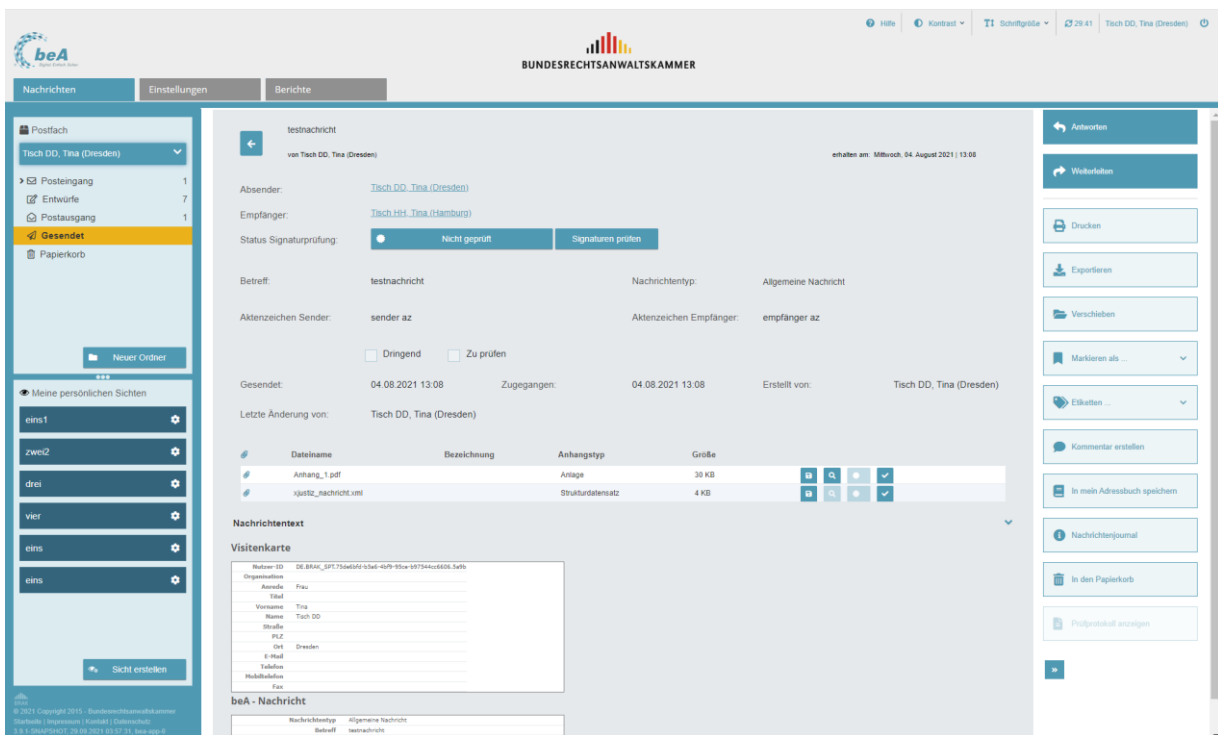 Hilfe Kontrast Schriftgröße 29:41 Tisch DD, Tina (Dresden)
beA
BUNDESRECHTSANWALTSKAMMER
Nachrichten Einstellungen Berichte
Postfach
Tisch DD, Tina (Dresden)
Posteingang 1
Entwürfe 7
Postausgang 1
Gesendet
Papierkorb
Neuer Ordner
Meine persönlichen Sichten
eins1
zwei2
drei
vier
eins
eins
Sicht erstellen
© 2021 Copyright 2015 - Bundesrechtsanwaltskammer
Startseite | Impressum | Kontakt | Datenschutz
testnachricht
von Tisch DD, Tina (Dresden) erhalten am: Mittwoch, 04. August 2021 | 13:08
Absender: Tisch DD, Tina (Dresden)
Empfänger: Tisch HH, Tina (Hamburg)
Status Signaturprüfung: Nicht geprüft Signaturen prüfen
Betreff: testnachricht Nachrichtentyp: Allgemeine Nachricht
Aktenzeichen Sender: sender az Aktenzeichen Empfänger: empfänger az
Dringend Zu prüfen
Gesendet: 04.08.2021 13:08 Zugegangen: 04.08.2021 13:08 Erstellt von: Tisch DD, Tina (Dresden)
Letzte Änderung von: Tisch DD, Tina (Dresden)
Dateiname Bezeichnung Anhangstyp Größe
Anhang_1.pdf Anlage 30 KB
xjustiz_nachricht.xml Strukturdatensatz 4 KB
Nachrichtentext
Visitenkarte
Nutzer-ID
Organisation
Anrede Frau
Titel
Vorname Tina
Name Tisch DD
Straße
PLZ
Ort Dresden
E-Mail
Telefon
Mobiltelefon
Fax
beA - Nachricht
Nachrichtentyp Allgemeine Nachricht
Betreff testnachricht
Antworten
Weiterleiten
Drucken
Exportieren
Verschieben
Markieren als ...
Etiketten ...
Kommentar erstellen
In mein Adressbuch speichern
Nachrichtenjournal
In den Papierkorb
Prüfprotokoll anzeigen